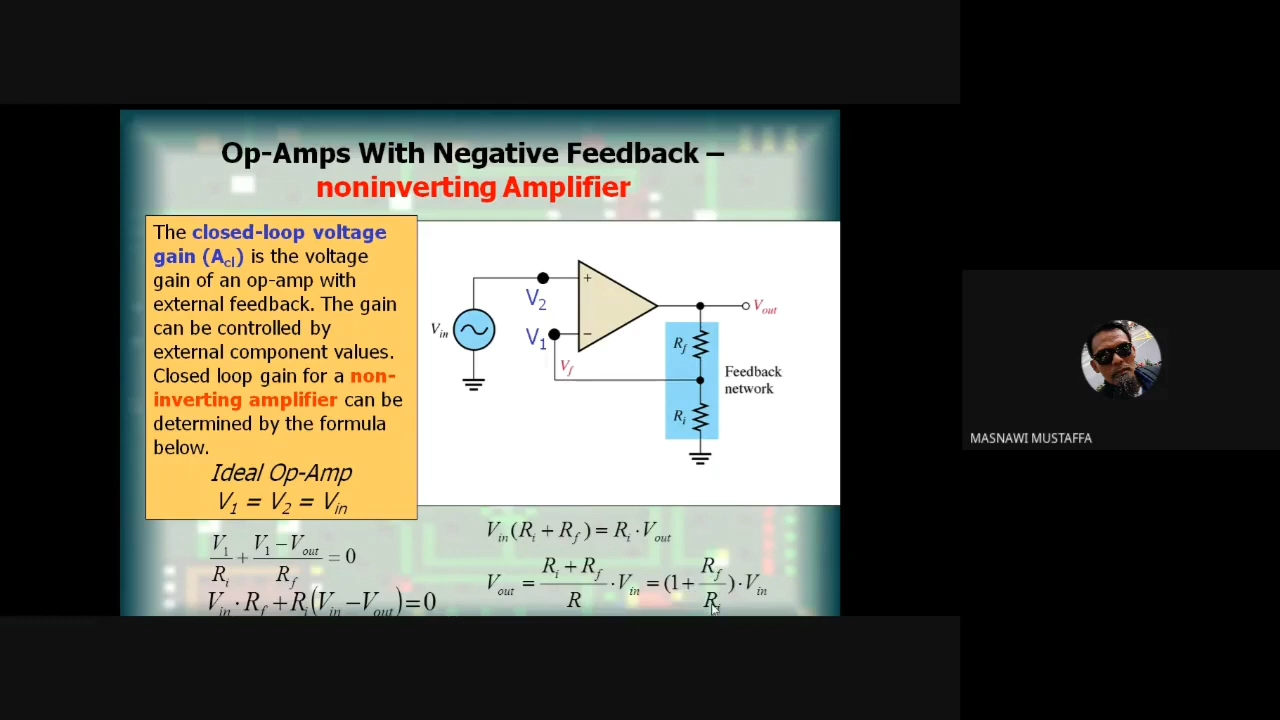 Op-Amps With Negative Feedback –
noninverting Amplifier
The closed-loop voltage
gain (Acl) is the voltage
gain of an op-amp with
external feedback. The gain
can be controlled by
external component values.
Closed loop gain for a non-
inverting amplifier can be
determined by the formula
below.
Ideal Op-Amp
V1 = V2 = Vin
V2
V1
Vin
+
−
Vf
Vout
Rf
Ri
Feedback
network
V1/Ri + (V1 − Vout)/Rf = 0
Vin · Rf + Ri(Vin − Vout) = 0
Vin(Ri + Rf) = Ri · Vout
Vout = (Ri + Rf)/R · Vin = (1 + Rf/Ri) · Vin
MASNAWI MUSTAFFA